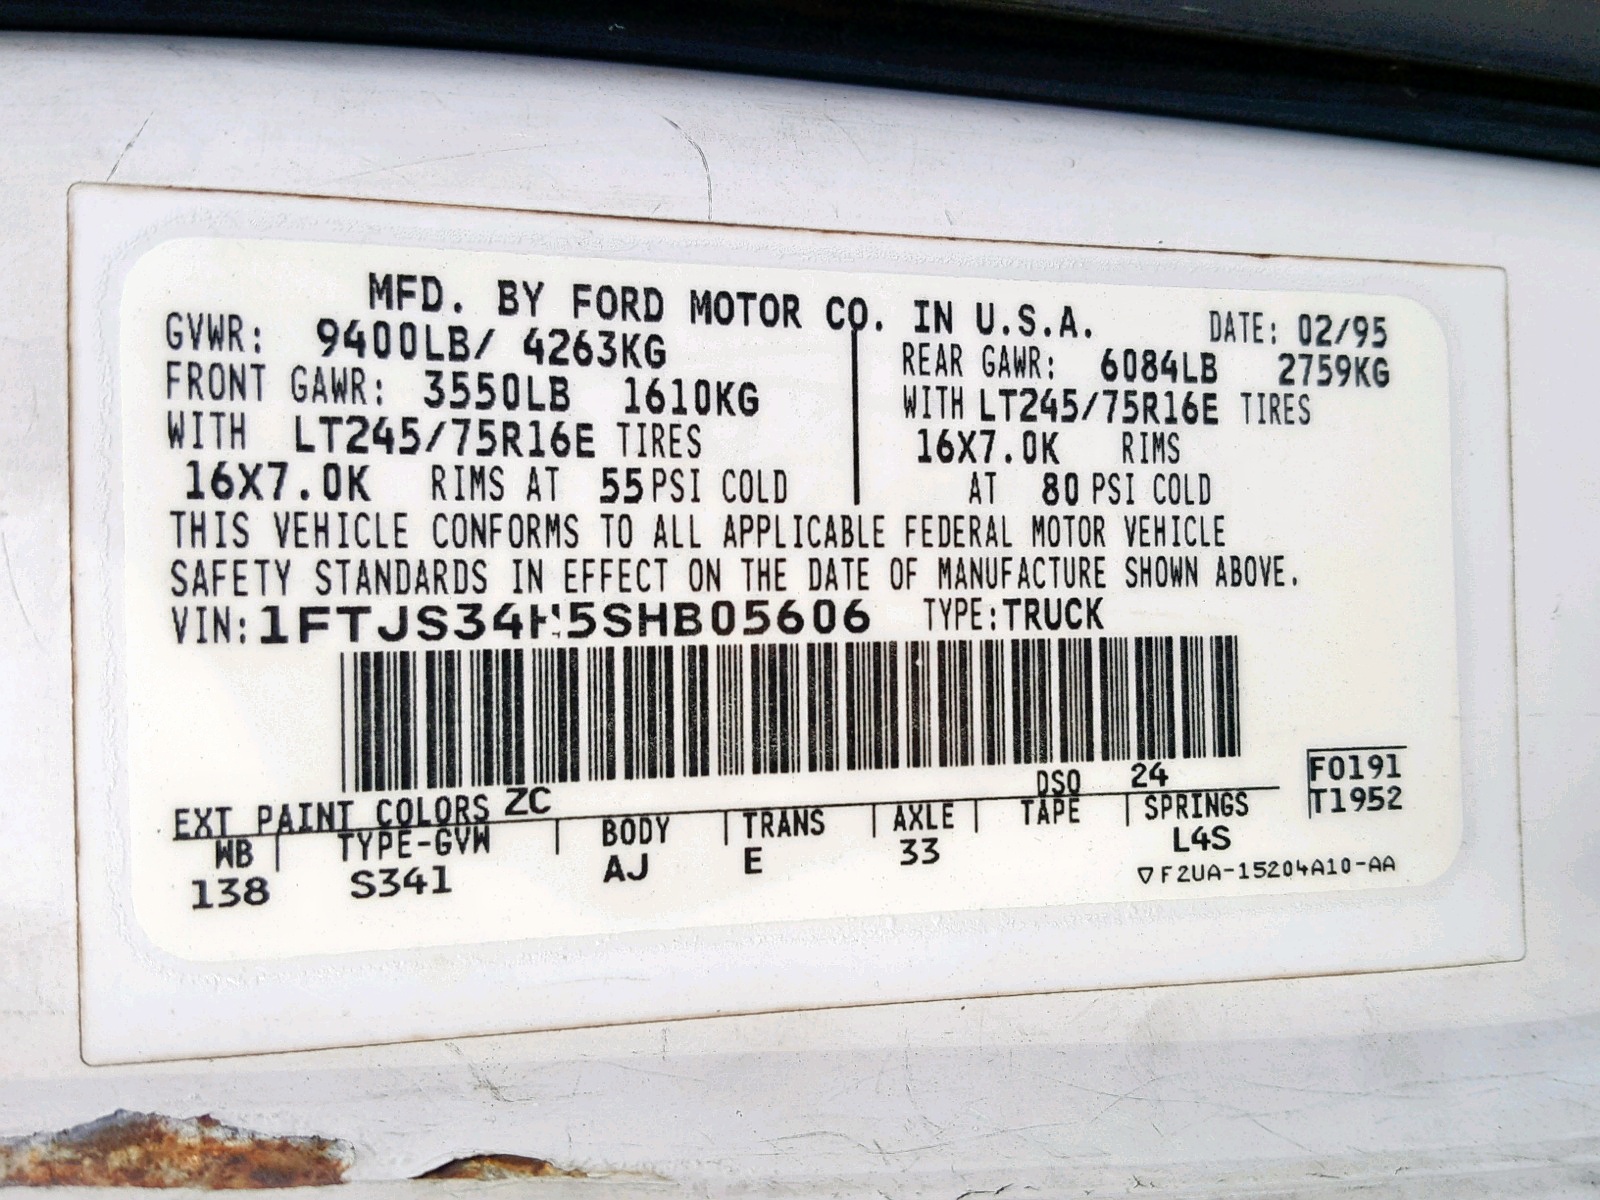 MFD. BY FORD MOTOR CO. IN U.S.A.
DATE: 02/95
GVWR: 9400LB/ 4263KG
FRONT GAWR: 3550LB 1610KG
WITH LT245/75R16E TIRES
16X7.0K RIMS AT 55 PSI COLD
REAR GAWR: 6084LB 2759KG
WITH LT245/75R16E TIRES
16X7.0K RIMS
AT 80 PSI COLD
THIS VEHICLE CONFORMS TO ALL APPLICABLE FEDERAL MOTOR VEHICLE
SAFETY STANDARDS IN EFFECT ON THE DATE OF MANUFACTURE SHOWN ABOVE.
VIN: 1FTJS34H5SHB05606 TYPE: TRUCK
F0191
T1952
EXT PAINT COLORS ZC DSO 24
WB TYPE-GVW BODY TRANS AXLE TAPE SPRINGS
138 S341 AJ E 33 L4S
▽ F2UA-15204A10-AA